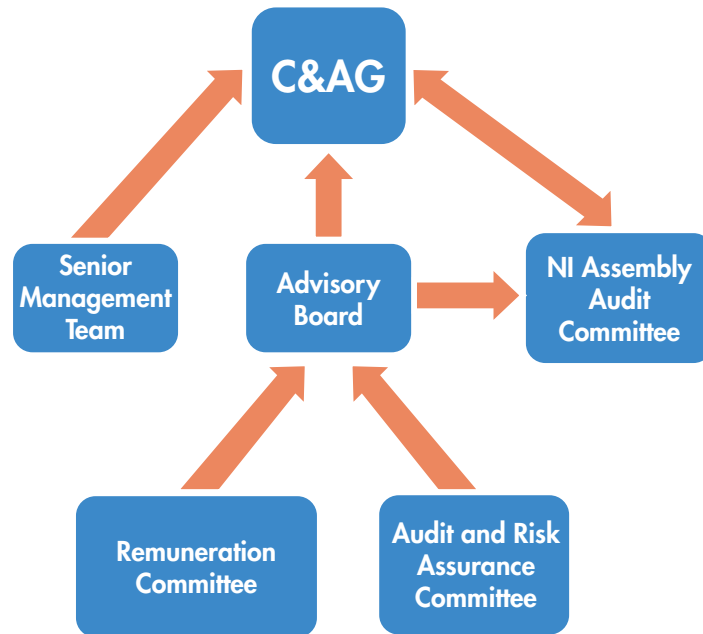 C&AG
Senior
Management
Team
Advisory
Board
NI Assembly
Audit
Committee
Remuneration
Committee
Audit and Risk
Assurance
Committee